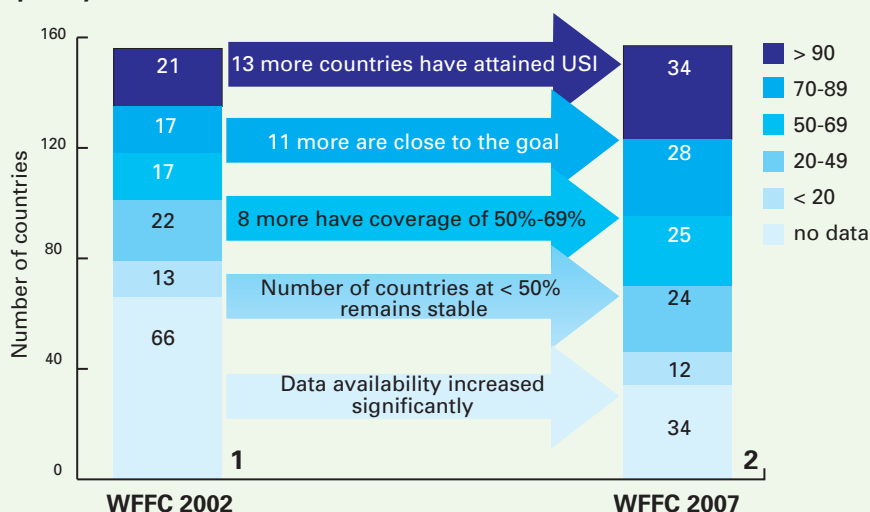 160
120
80
40
0
Number of countries
21
17
17
22
13
66
13 more countries have attained USI
11 more are close to the goal
8 more have coverage of 50%-69%
Number of countries at < 50%
remains stable
Data availability increased
significantly
34
28
25
24
12
34
> 90
70-89
50-69
20-49
< 20
no data
1
2
WFFC 2002
WFFC 2007